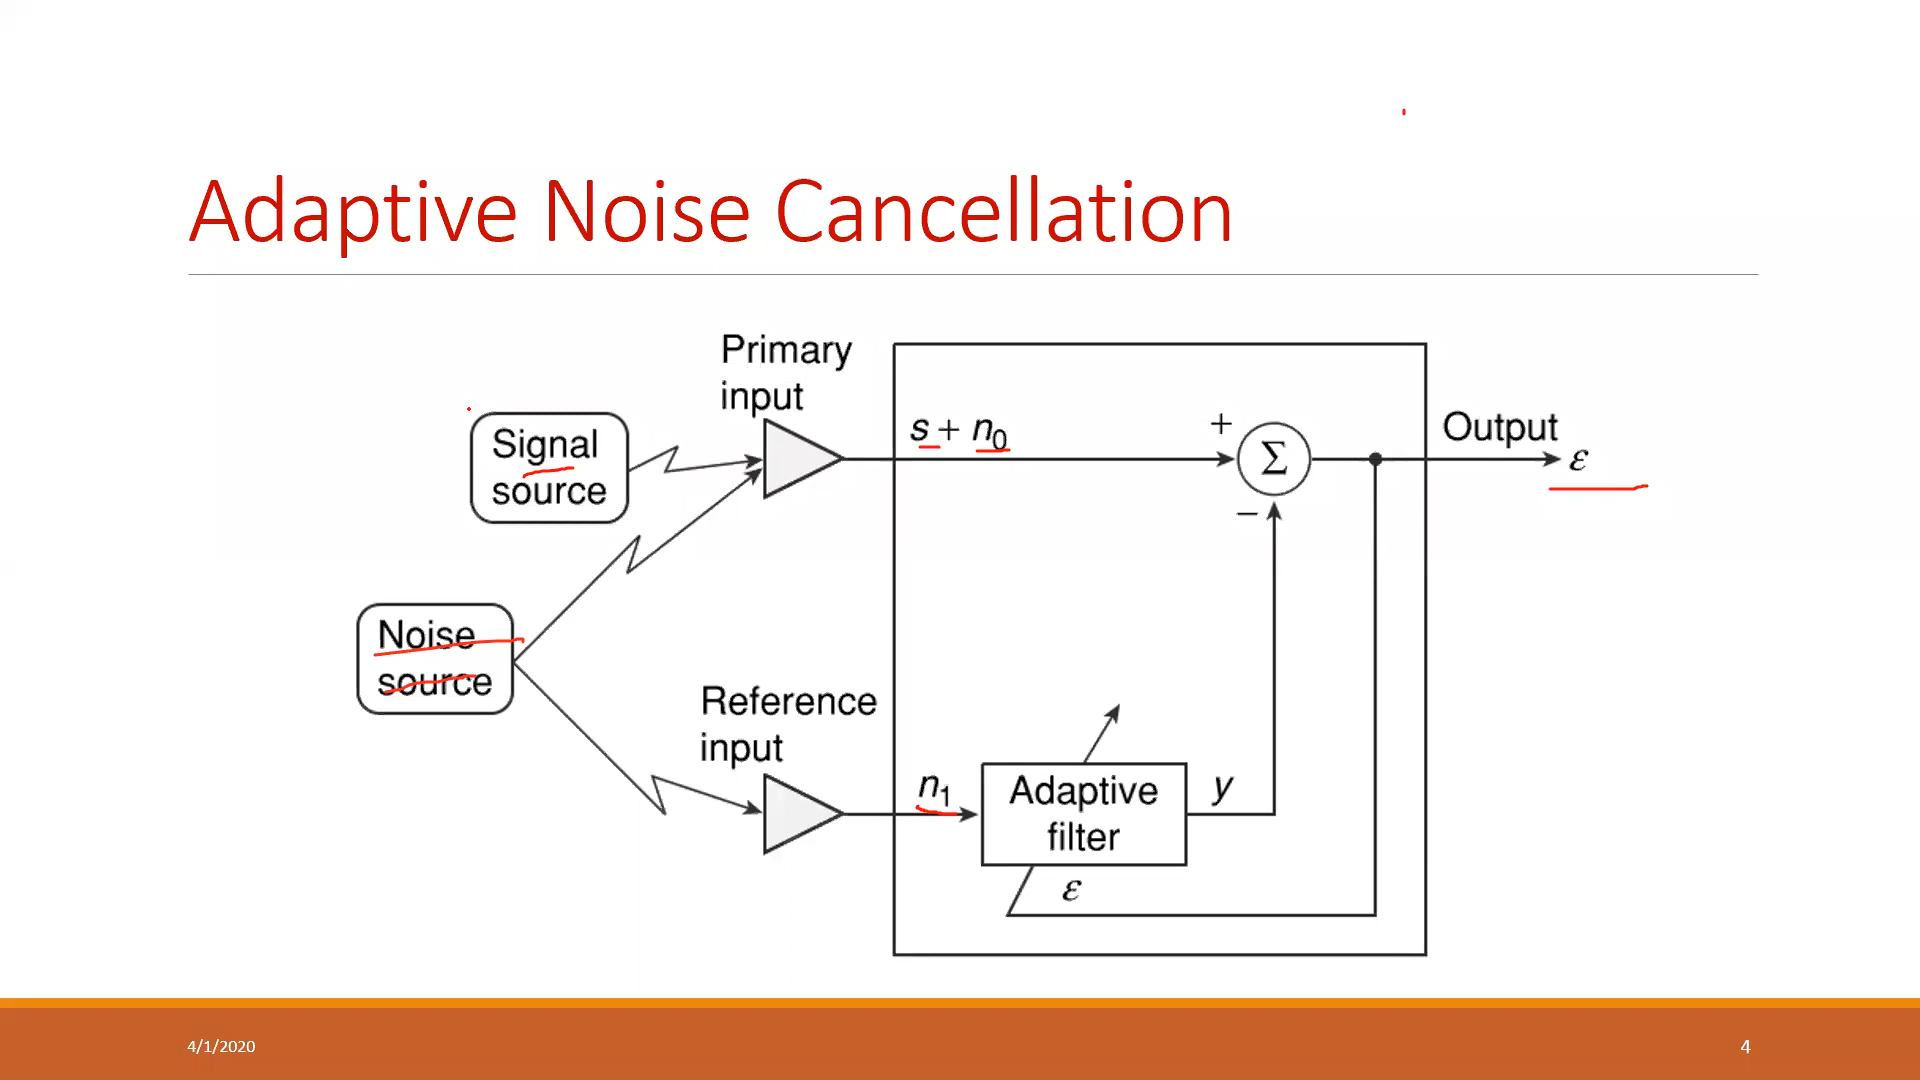 Adaptive Noise Cancellation
Primary
input
Signal
source
s + n0
+
Σ
Output
ε
−
Noise
source
Reference
input
n1
Adaptive
filter
y
ε
4/1/2020
4